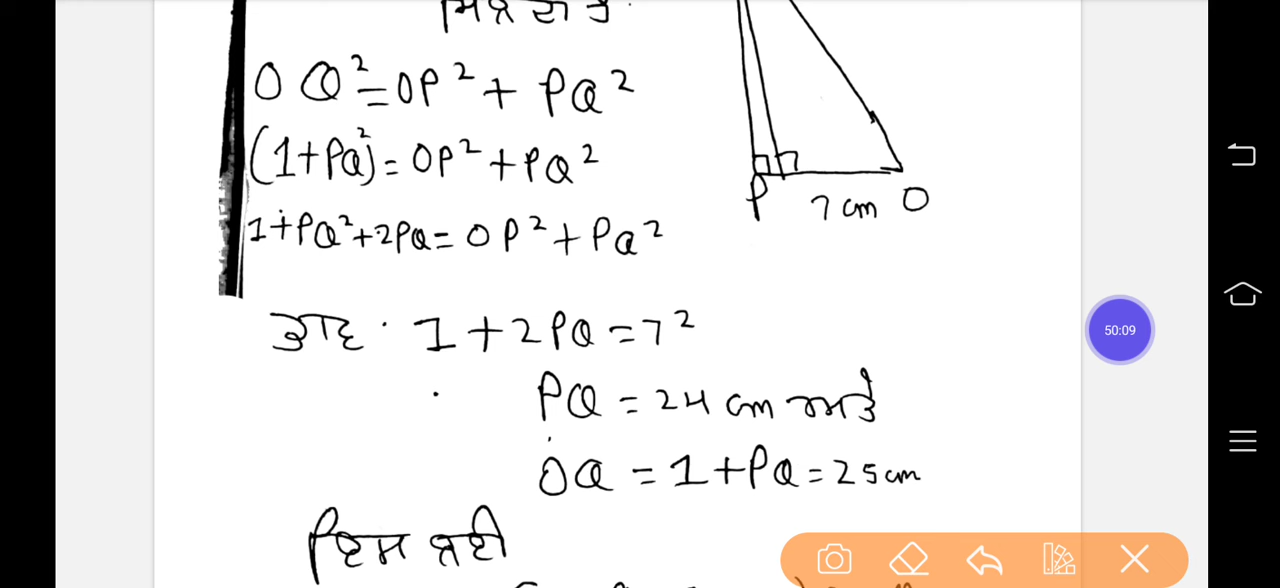 OQ² = OP² + PQ²
(1+PQ)² = OP² + PQ²
1+PQ²+2PQ = OP² + PQ²
P 7 cm O
1 + 2PQ = 7²
PQ = 24 cm ਅਤੇ
OQ = 1+PQ = 25 cm
ਇਸ ਲਈ
50:09